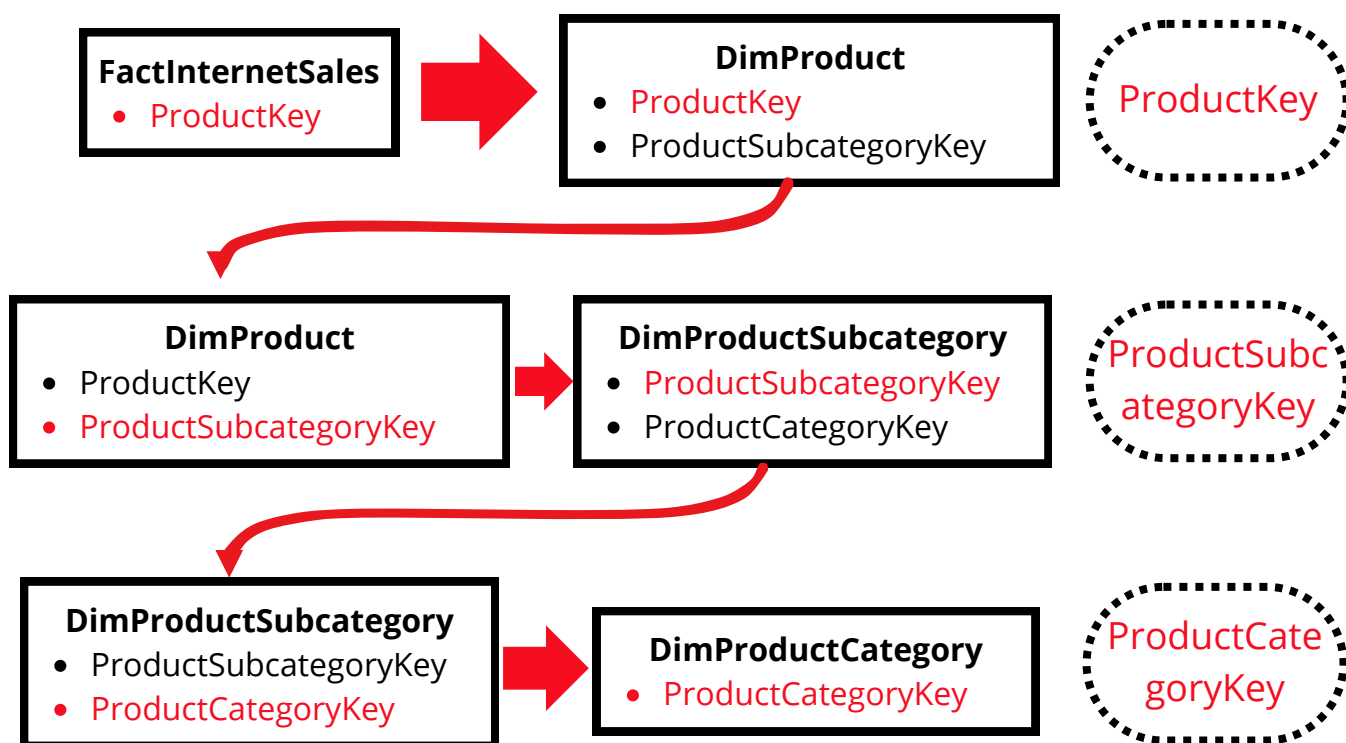 FactInternetSales
• ProductKey
DimProduct
• ProductKey
• ProductSubcategoryKey
ProductKey
DimProduct
• ProductKey
• ProductSubcategoryKey
DimProductSubcategory
• ProductSubcategoryKey
• ProductCategoryKey
ProductSubc
ategoryKey
DimProductSubcategory
• ProductSubcategoryKey
• ProductCategoryKey
DimProductCategory
• ProductCategoryKey
ProductCate
goryKey